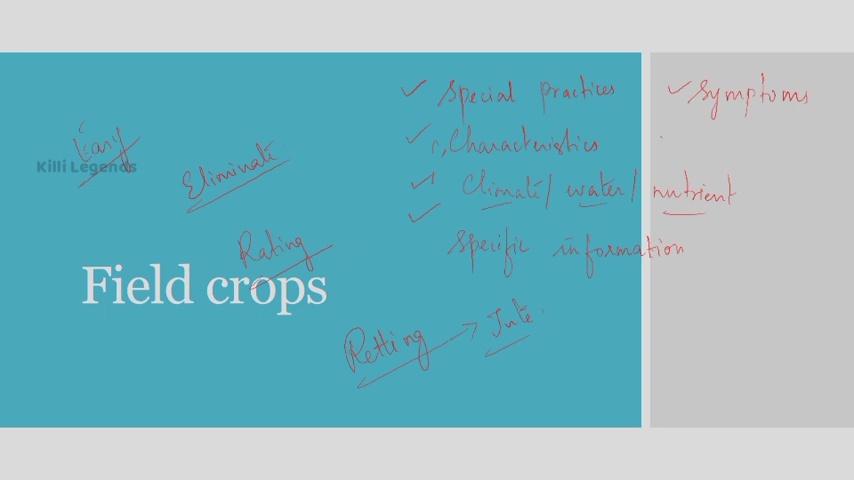 ✓ Special practices
✓ Symptoms
Easy
✓ Characteristics
Killi Legends
Eliminate
✓ Climate/ water/ nutrient
✓ Specific information
Rating
Field crops
Retting → Jute